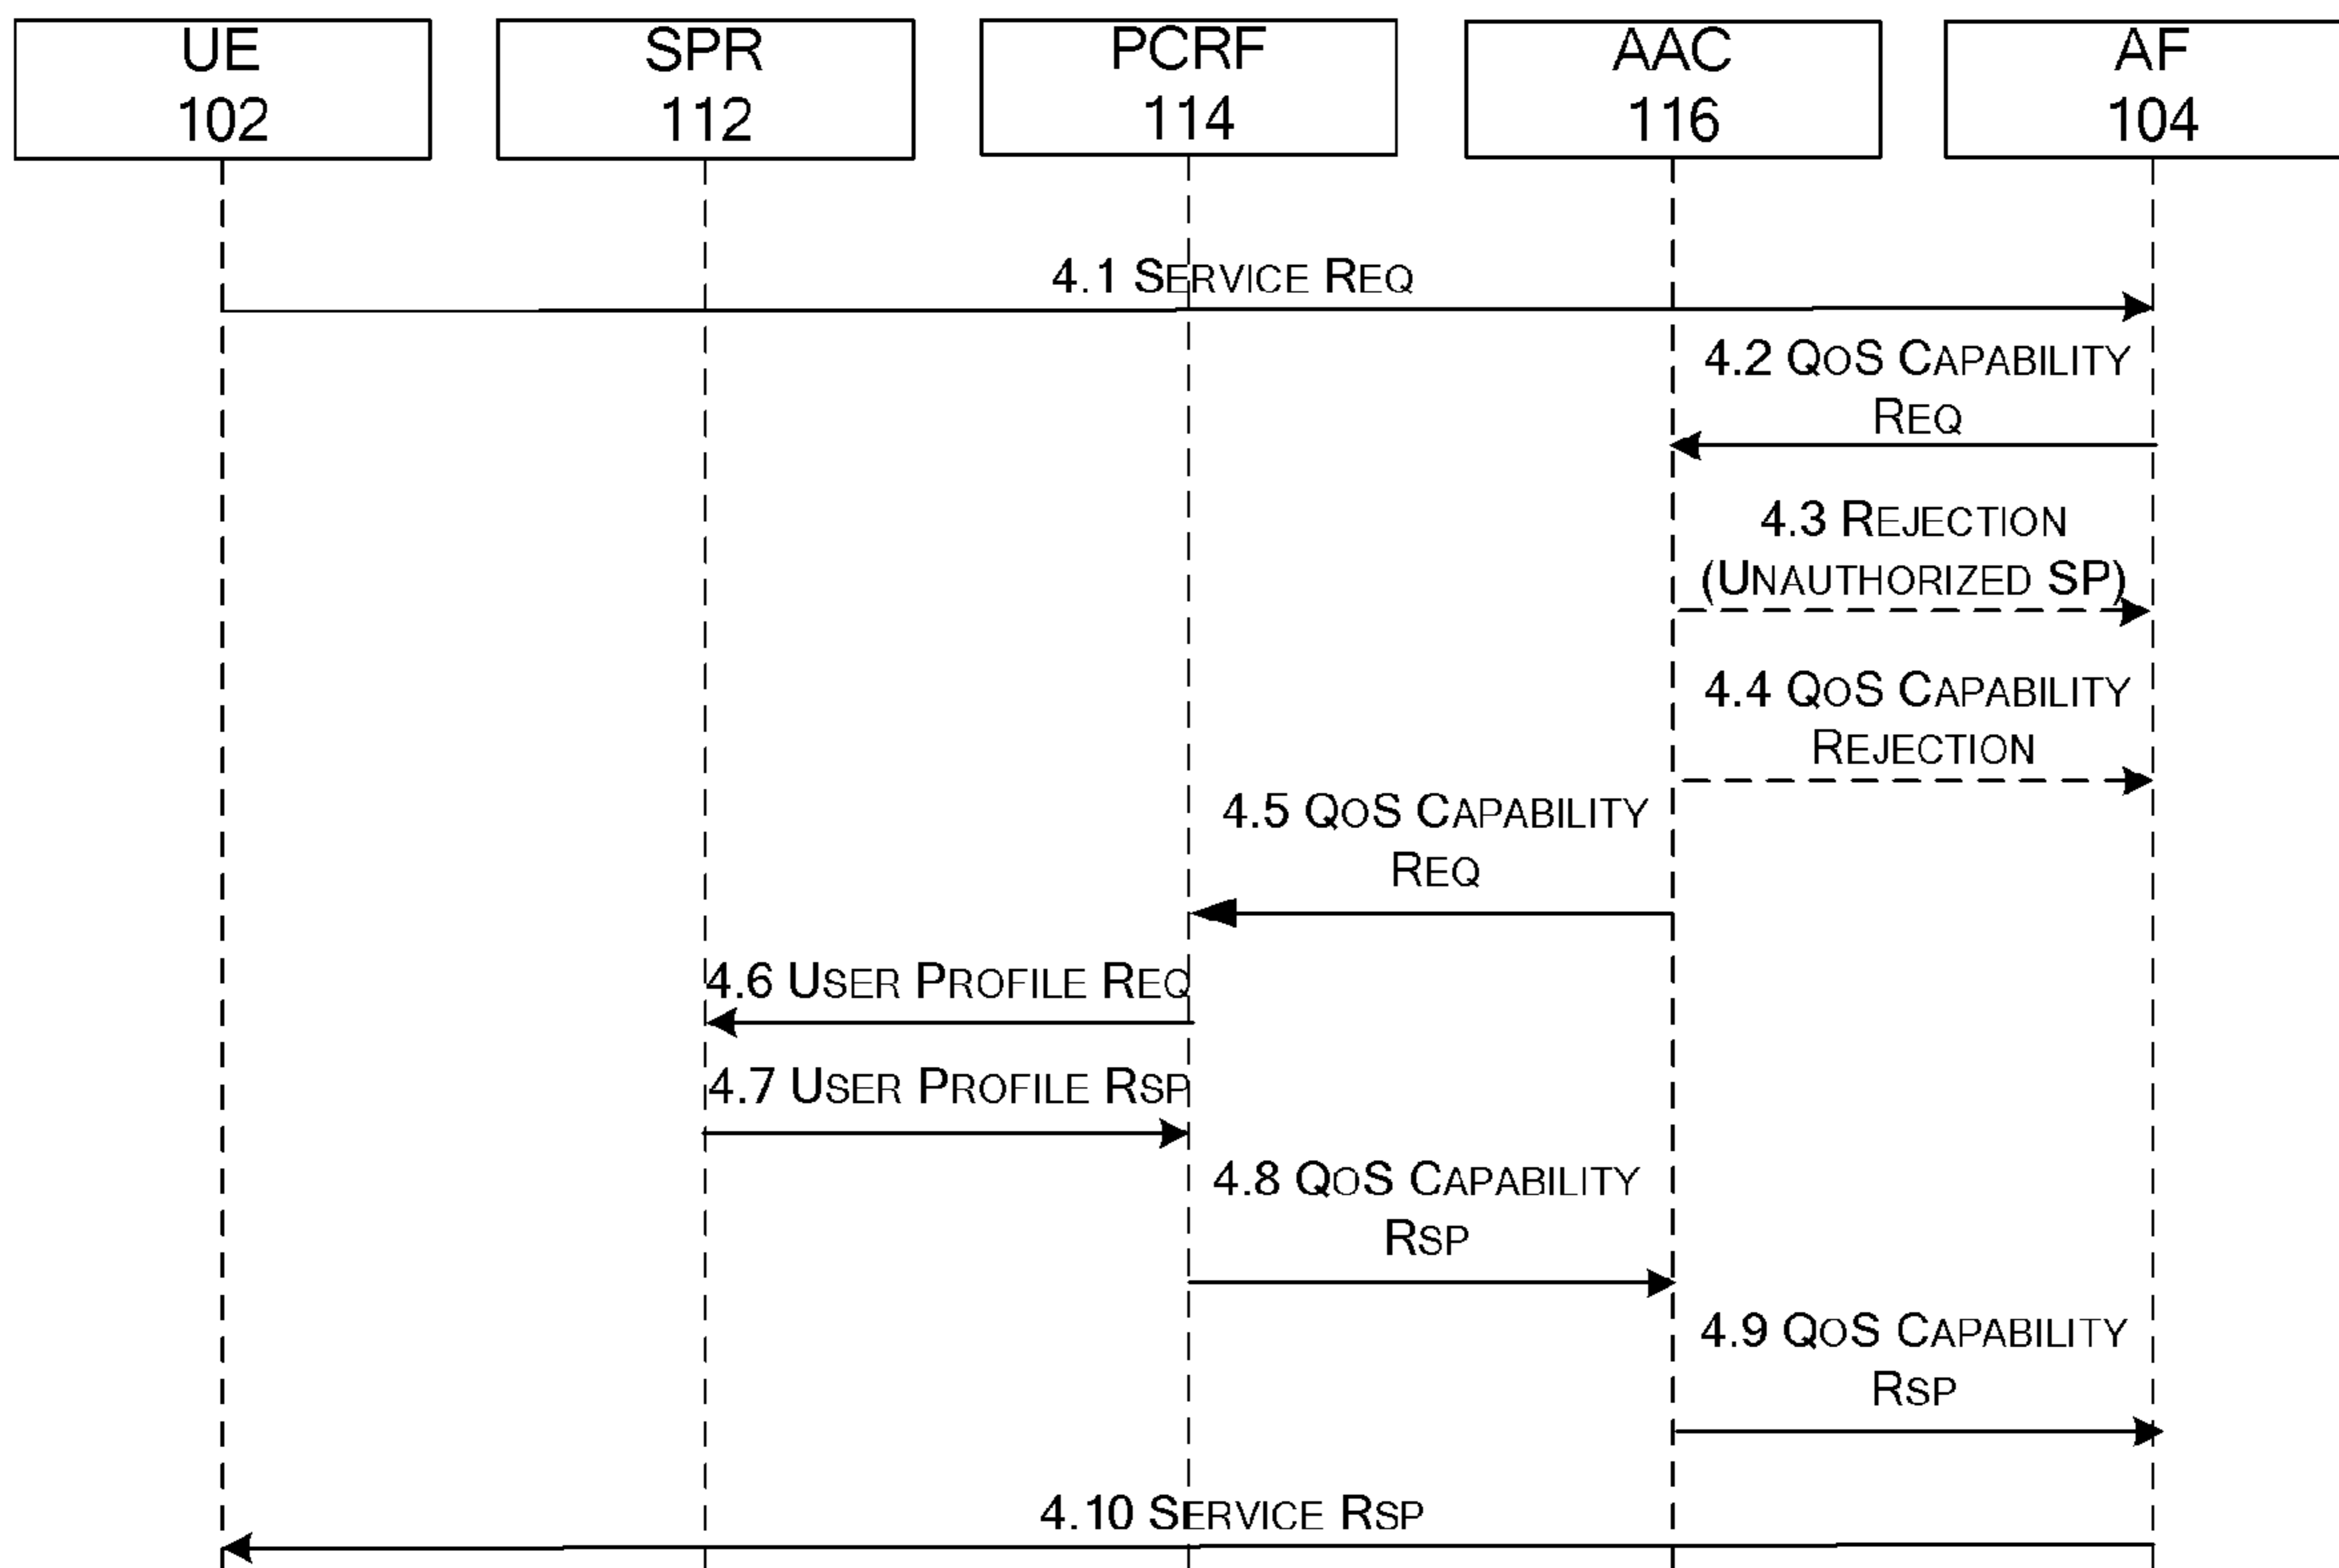 UE
102
SPR
112
PCRF
114
AAC
116
AF
104
4.1 SERVICE REQ
4.2 QOS CAPABILITY
REQ
4.3 REJECTION
(UNAUTHORIZED SP)
4.4 QOS CAPABILITY
REJECTION
4.5 QOS CAPABILITY
REQ
4.6 USER PROFILE REQ
4.7 USER PROFILE RSP
4.8 QOS CAPABILITY
RSP
4.9 QOS CAPABILITY
RSP
4.10 SERVICE RSP